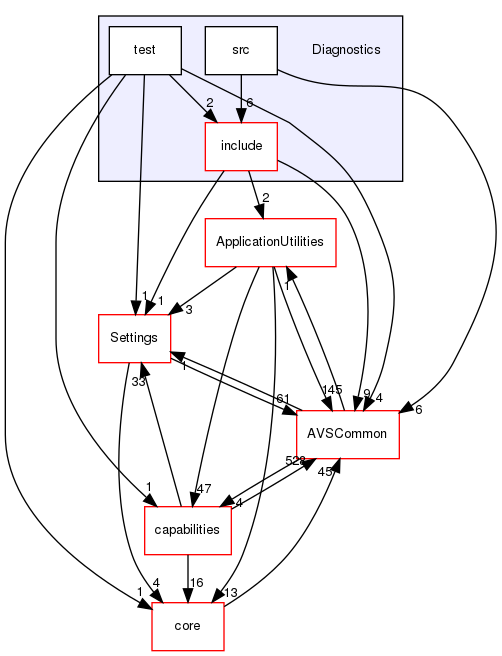 test
src
Diagnostics
2
6
include
2
ApplicationUtilities
1
1
3
1
Settings
33
1
61
145
9
4
6
AVSCommon
47
45
1
4
capabilities
4
16
13
1
core